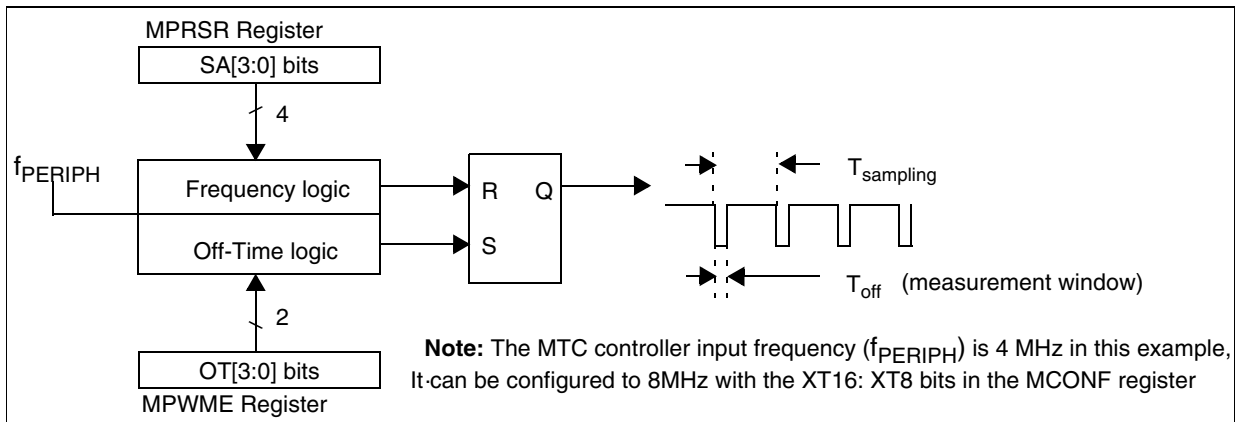 MPRSR Register
SA[3:0] bits
4
fPERIPH
Frequency logic
Off-Time logic
R Q
S
Tsampling
Toff (measurement window)
2
OT[3:0] bits
MPWME Register
Note: The MTC controller input frequency (fPERIPH) is 4 MHz in this example,
It·can be configured to 8MHz with the XT16: XT8 bits in the MCONF register